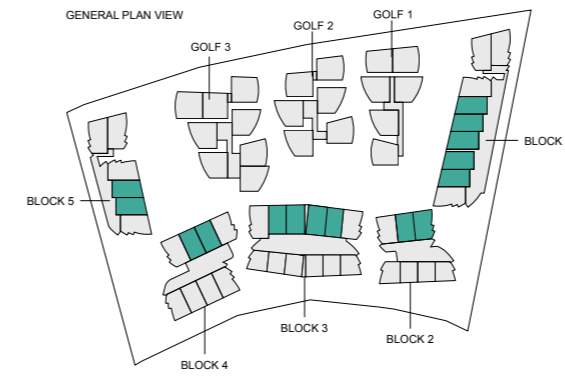 GENERAL PLAN VIEW
GOLF 1
GOLF 2
GOLF 3
BLOCK
BLOCK 5
BLOCK 3
BLOCK 2
BLOCK 4